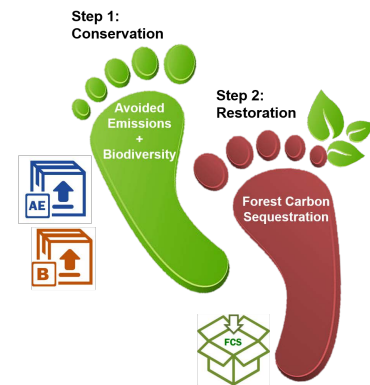 Step 1:
Conservation
Avoided
Emissions
+
Biodiversity
Step 2:
Restoration
Forest Carbon
Sequestration
AE
B
FCS